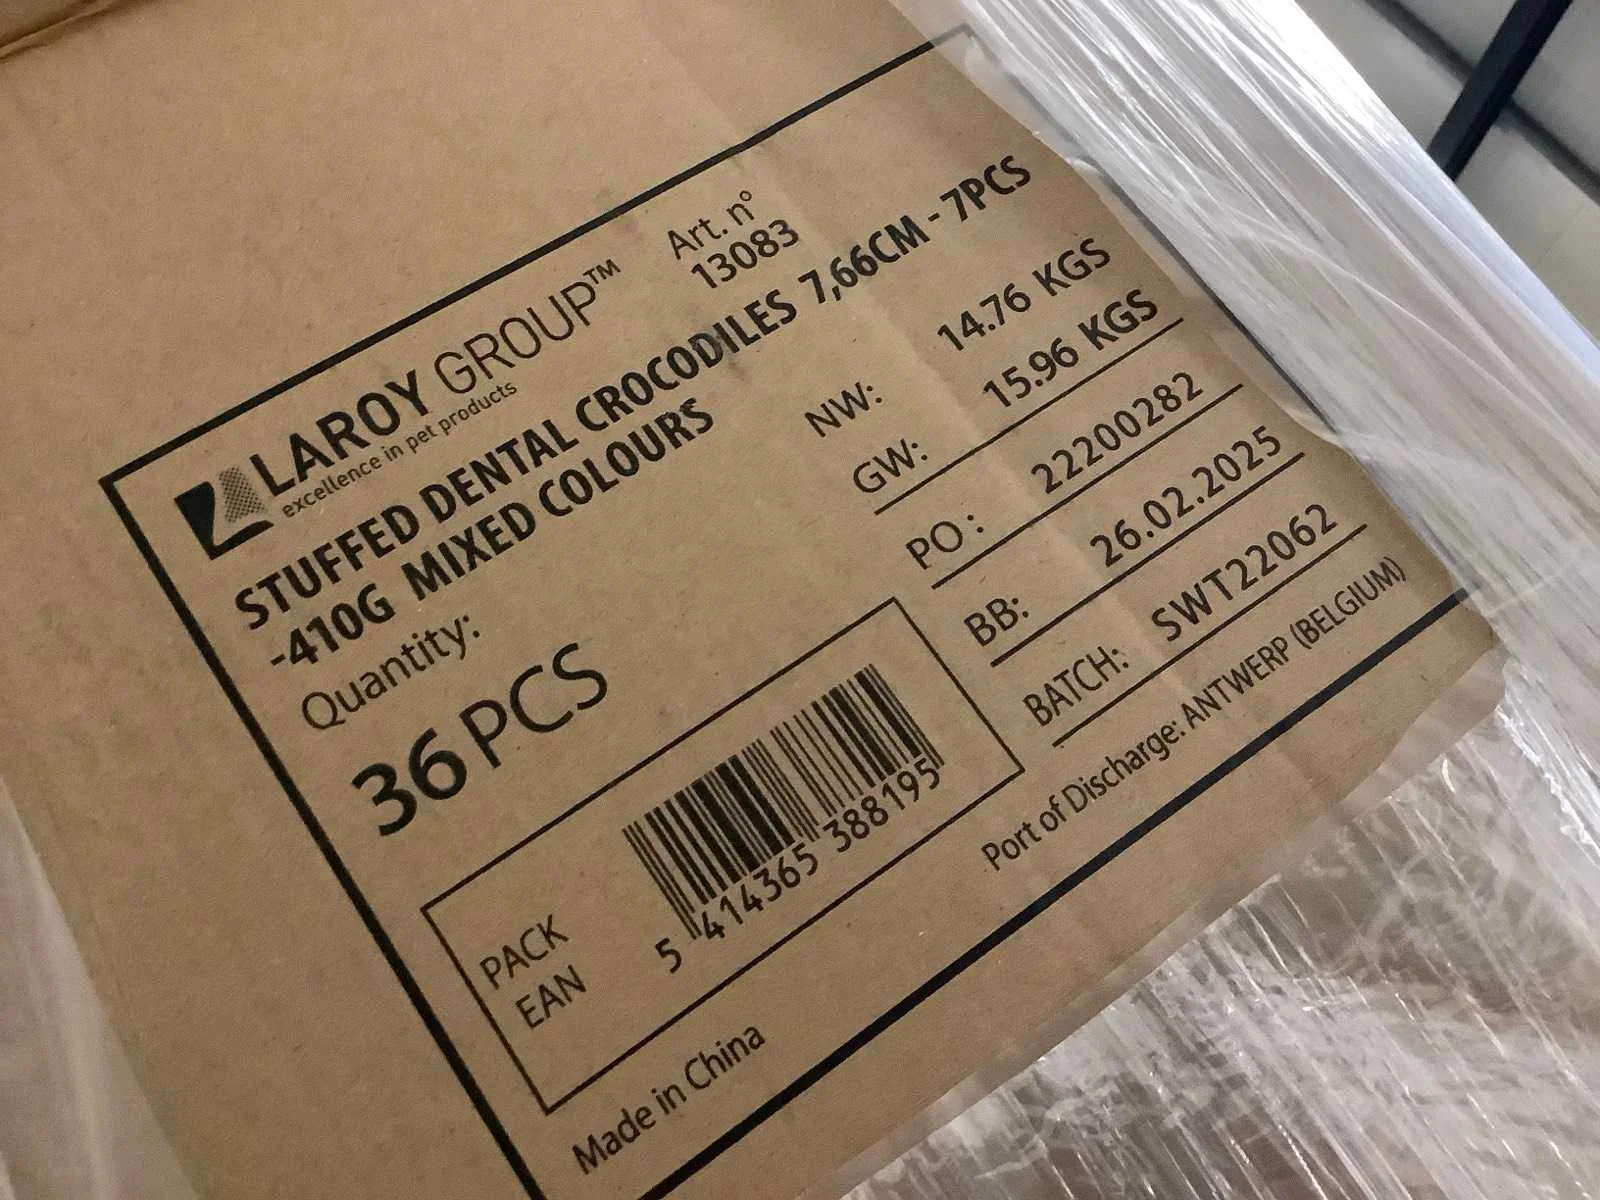 LAROY GROUP™
excellence in pet products
Art. n°
13083
STUFFED DENTAL CROCODILES 7,66CM - 7PCS
-410G MIXED COLOURS
Quantity:
36 PCS
NW: 14.76 KGS
GW: 15.96 KGS
PO : 22200282
BB: 26.02.2025
BATCH: SWT22062
PACK
EAN
5 414365 388195
Port of Discharge: ANTWERP (BELGIUM)
Made in China